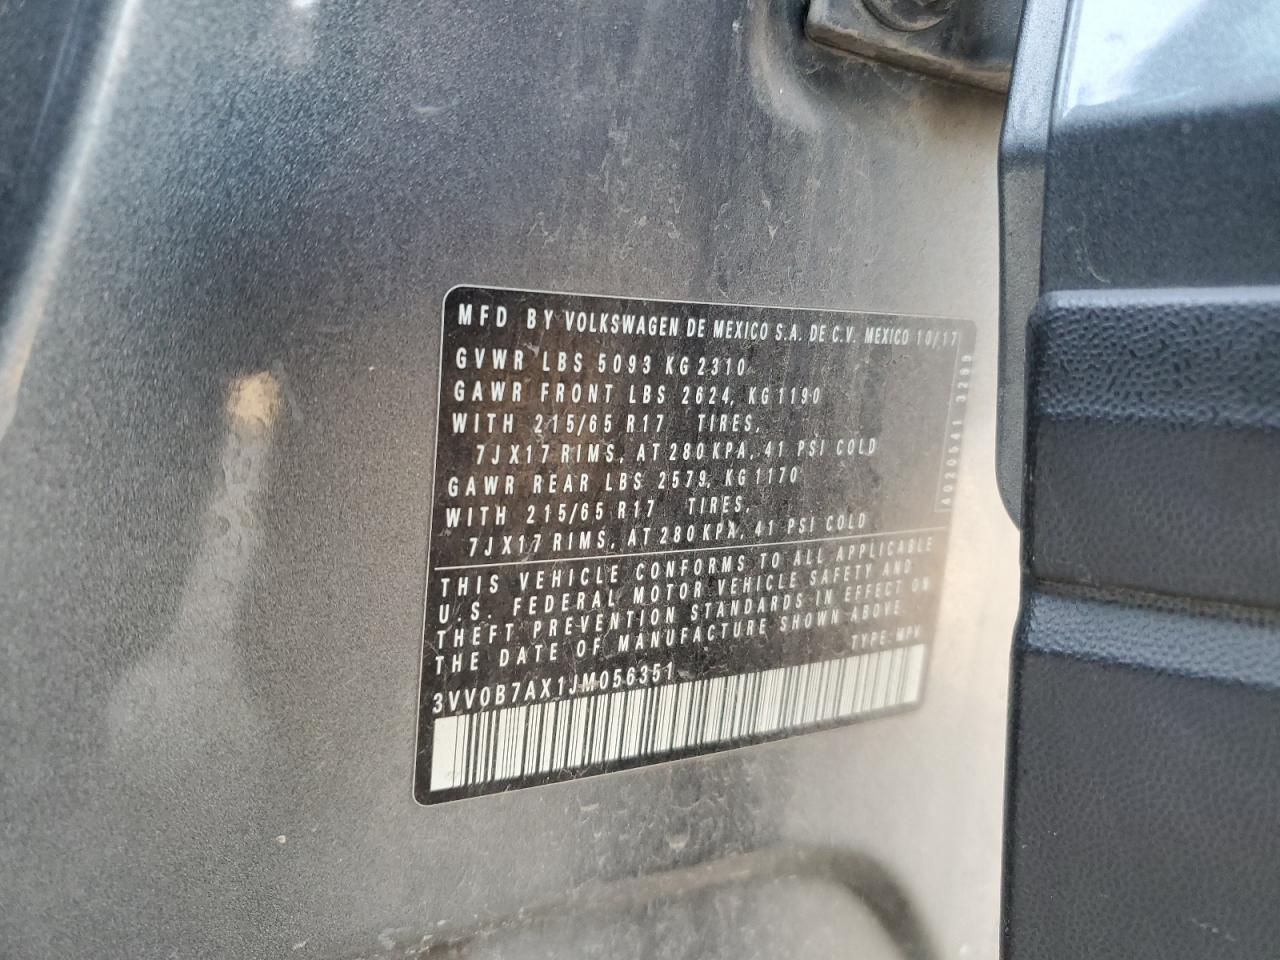 MFD BY VOLKSWAGEN DE MEXICO S.A. DE C.V. MEXICO 10/17
GVWR LBS 5093 KG 2310
GAWR FRONT LBS 2624, KG 1190
WITH 215/65 R17 TIRES,
7JX17 RIMS, AT 280 KPA, 41 PSI COLD
GAWR REAR LBS 2579, KG 1170
WITH 215/65 R17 TIRES,
7JX17 RIMS, AT 280 KPA, 41 PSI COLD
THIS VEHICLE CONFORMS TO ALL APPLICABLE
U.S. FEDERAL MOTOR VEHICLE SAFETY AND
THEFT PREVENTION STANDARDS IN EFFECT ON
THE DATE OF MANUFACTURE SHOWN ABOVE.
TYPE: MPV
3VV0B7AX1JM056351